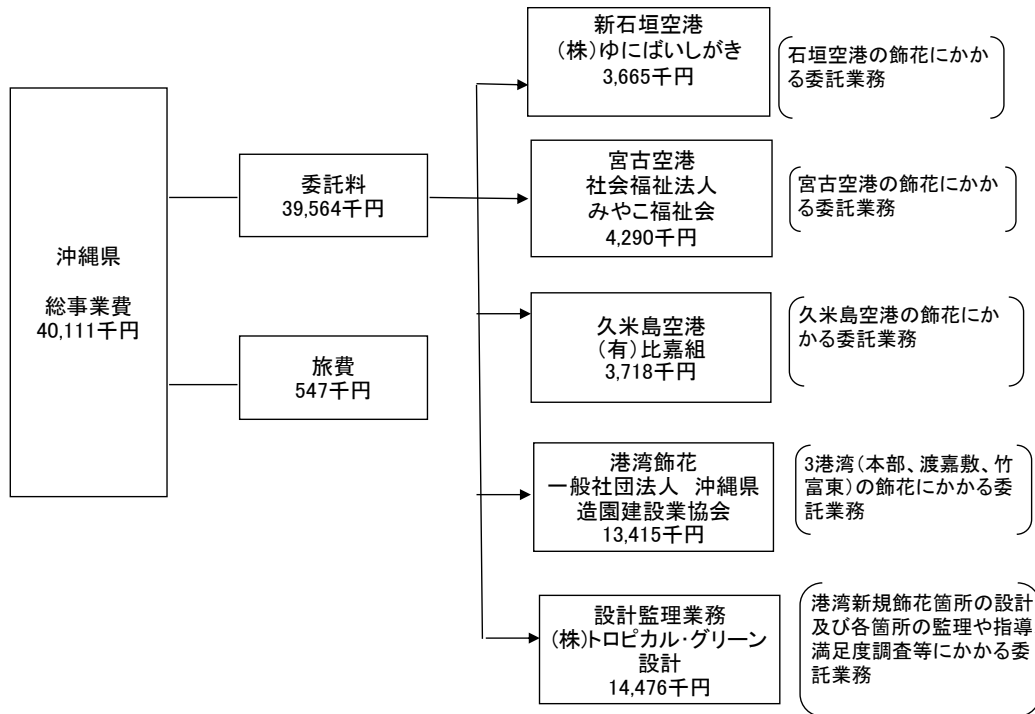 沖縄県
総事業費
40,111千円
委託料
39,564千円
旅費
547千円
新石垣空港
（株）ゆにばいしがき
3,665千円
石垣空港の飾花にかか
る委託業務
宮古空港
社会福祉法人
みやこ福祉会
4,290千円
宮古空港の飾花にかか
る委託業務
久米島空港
（有）比嘉組
3,718千円
久米島空港の飾花にか
かる委託業務
港湾飾花
一般社団法人　沖縄県
造園建設業協会
13,415千円
3港湾（本部、渡嘉敷、竹
富東）の飾花にかかる委
託業務
設計監理業務
（株）トロピカル・グリーン
設計
14,476千円
港湾新規飾花箇所の設計
及び各箇所の監理や指導
満足度調査等にかかる委
託業務